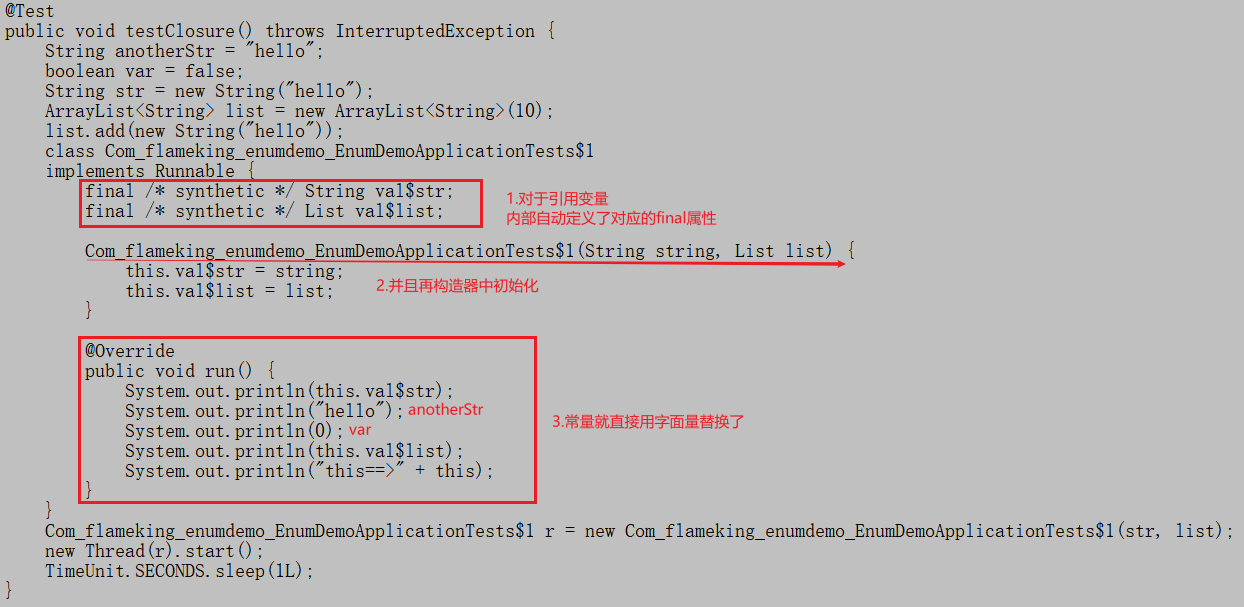 @Test
public void testClosure() throws InterruptedException {
    String anotherStr = "hello";
    boolean var = false;
    String str = new String("hello");
    ArrayList<String> list = new ArrayList<String>(10);
    list.add(new String("hello"));
    class Com_flameking_enumdemo_EnumDemoApplicationTests$1
    implements Runnable {
        final /* synthetic */ String val$str;
        final /* synthetic */ List val$list;
1.对于引用变量
内部自动定义了对应的final属性
        Com_flameking_enumdemo_EnumDemoApplicationTests$1(String string, List list) {
            this.val$str = string;
            this.val$list = list;
2.并且再构造器中初始化
        }
        @Override
        public void run() {
            System.out.println(this.val$str);
            System.out.println("hello"); anotherStr
            System.out.println(0); var
3.常量就直接用字面量替换了
            System.out.println(this.val$list);
            System.out.println("this==>" + this);
        }
    }
    Com_flameking_enumdemo_EnumDemoApplicationTests$1 r = new Com_flameking_enumdemo_EnumDemoApplicationTests$1(str, list);
    new Thread(r).start();
    TimeUnit.SECONDS.sleep(1L);
}